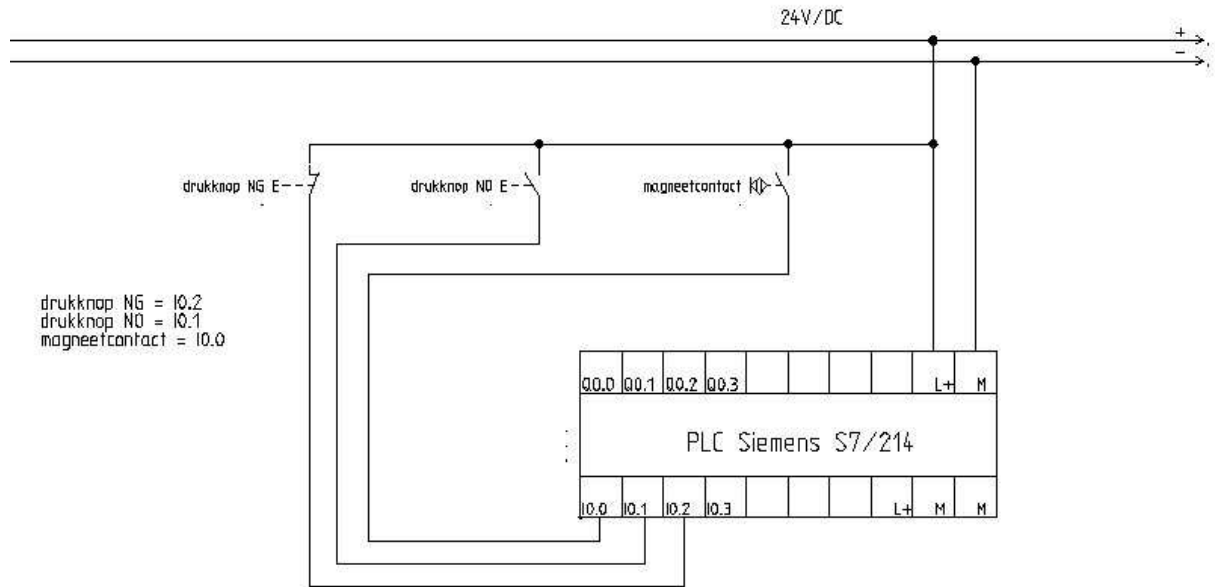 24V/DC
+
-
drukknop NG E
drukknop NO E
magneetcontact
drukknop NG = I0.2
drukknop NO = I0.1
magneetcontact = I0.0
Q0.0 Q0.1 Q0.2 Q0.3 L+ M
PLC Siemens S7/214
I0.0 I0.1 I0.2 I0.3 L+ M M